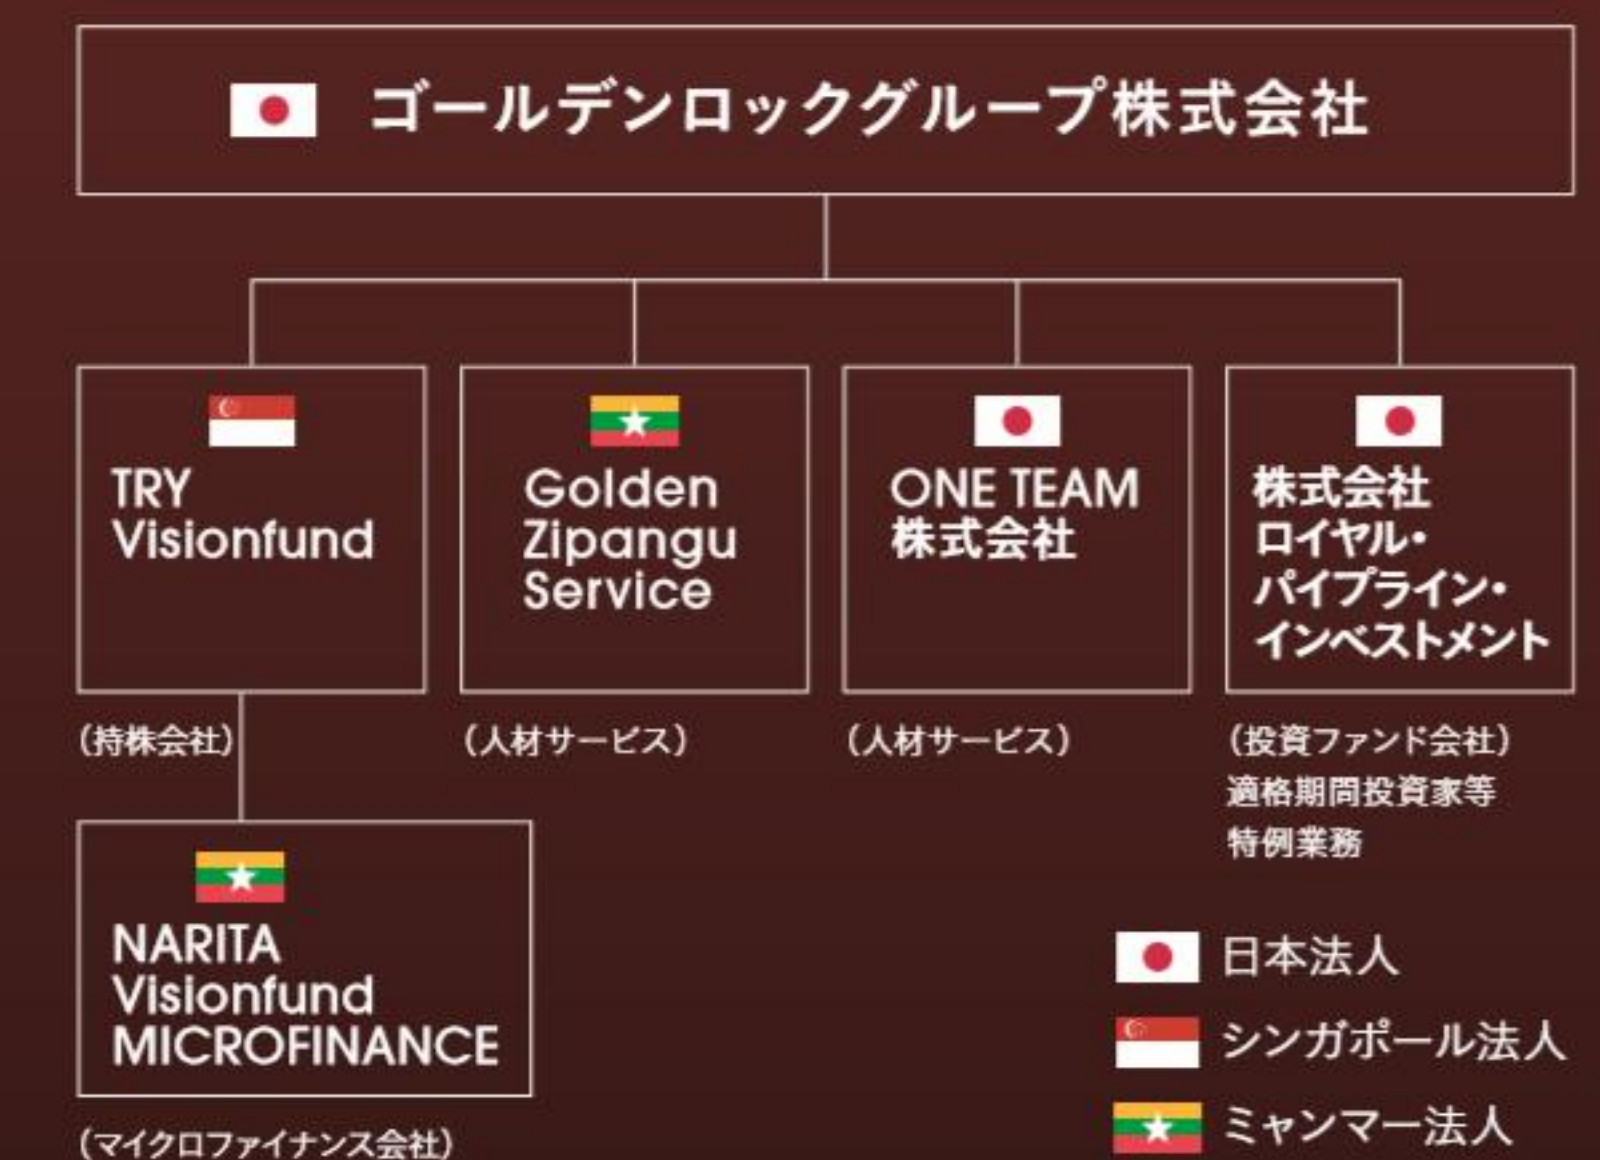 ゴールデンロックグループ株式会社
TRY
Visionfund
(持株会社)
Golden
Zipangu
Service
(人材サービス)
ONE TEAM
株式会社
(人材サービス)
株式会社
ロイヤル・
パイプライン・
インベストメント
(投資ファンド会社)
適格期間投資家等
特例業務
NARITA
Visionfund
MICROFINANCE
(マイクロファイナンス会社)
日本法人
シンガポール法人
ミャンマー法人